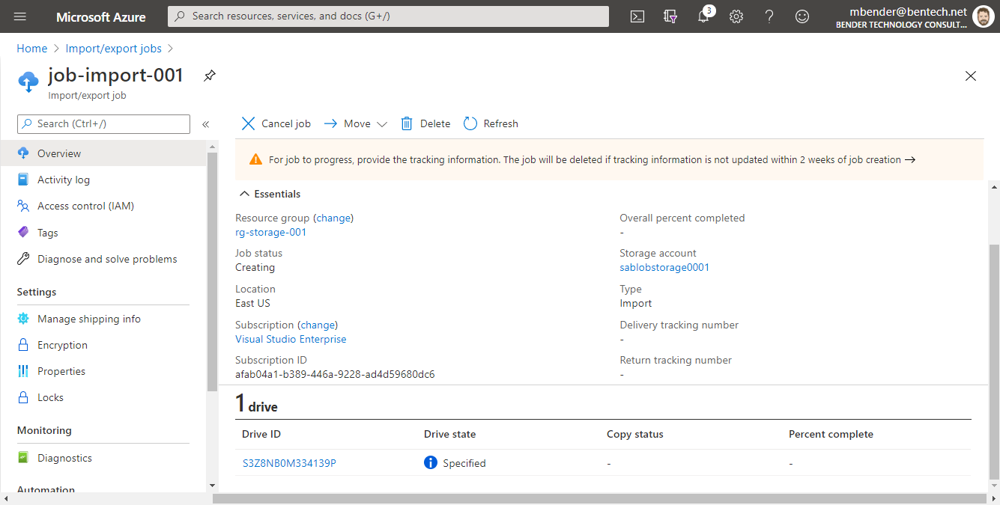 Microsoft Azure
Search resources, services, and docs (G+/)
3
mbender@bentech.net
BENDER TECHNOLOGY CONSULT...
Home > Import/export jobs >
job-import-001
Import/export job
Search (Ctrl+/)
«
Overview
Activity log
Access control (IAM)
Tags
Diagnose and solve problems
Settings
Manage shipping info
Encryption
Properties
Locks
Monitoring
Diagnostics
Automation
Cancel job Move Delete Refresh
For job to progress, provide the tracking information. The job will be deleted if tracking information is not updated within 2 weeks of job creation →
Essentials
Resource group (change)
rg-storage-001
Job status
Creating
Location
East US
Subscription (change)
Visual Studio Enterprise
Subscription ID
afab04a1-b389-446a-9228-ad4d59680dc6
Overall percent completed
-
Storage account
sablobstorage0001
Type
Import
Delivery tracking number
-
Return tracking number
-
1 drive
Drive ID Drive state Copy status Percent complete
S3Z8NB0M334139P Specified - -